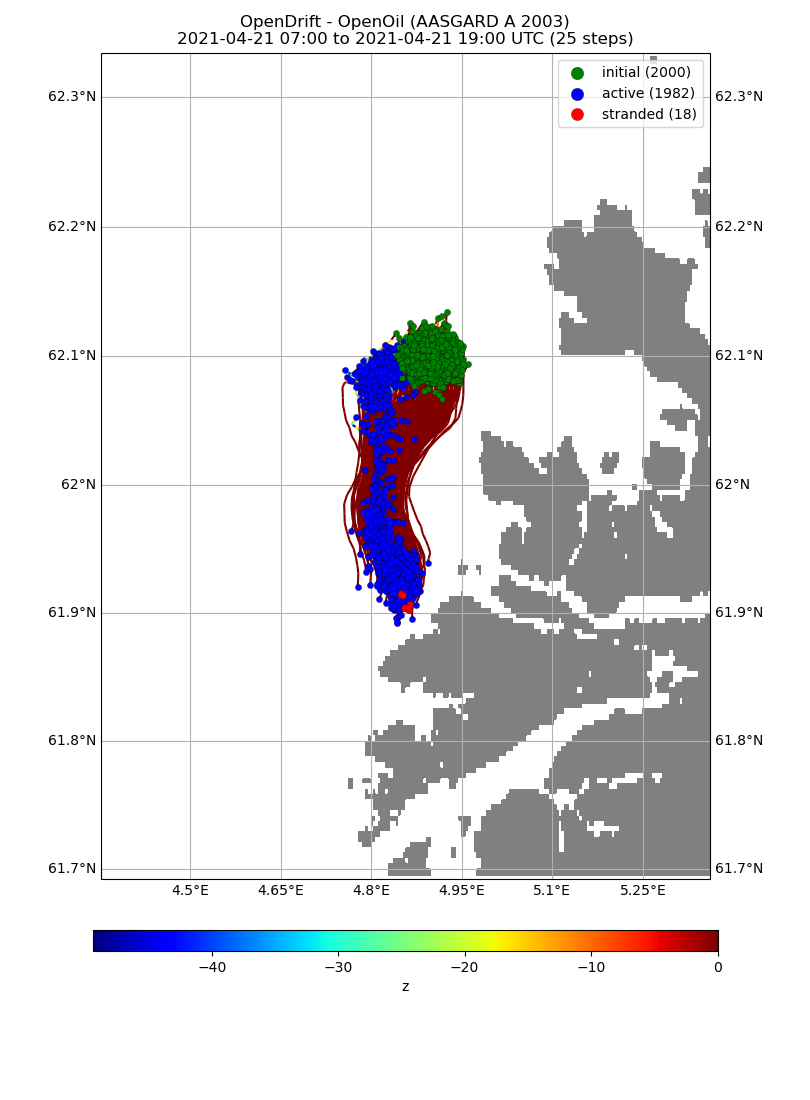 OpenDrift - OpenOil (AASGARD A 2003)
2021-04-21 07:00 to 2021-04-21 19:00 UTC (25 steps)
initial (2000)
active (1982)
stranded (18)
62.3°N 62.3°N
62.2°N 62.2°N
62.1°N 62.1°N
62°N 62°N
61.9°N 61.9°N
61.8°N 61.8°N
61.7°N 61.7°N
4.5°E 4.65°E 4.8°E 4.95°E 5.1°E 5.25°E
−40 −30 −20 −10 0
z